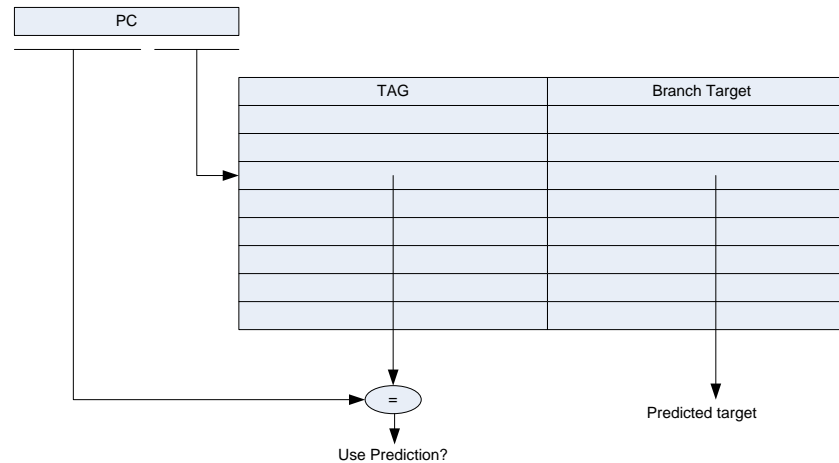 PC
TAG
Branch Target
=
Predicted target
Use Prediction?